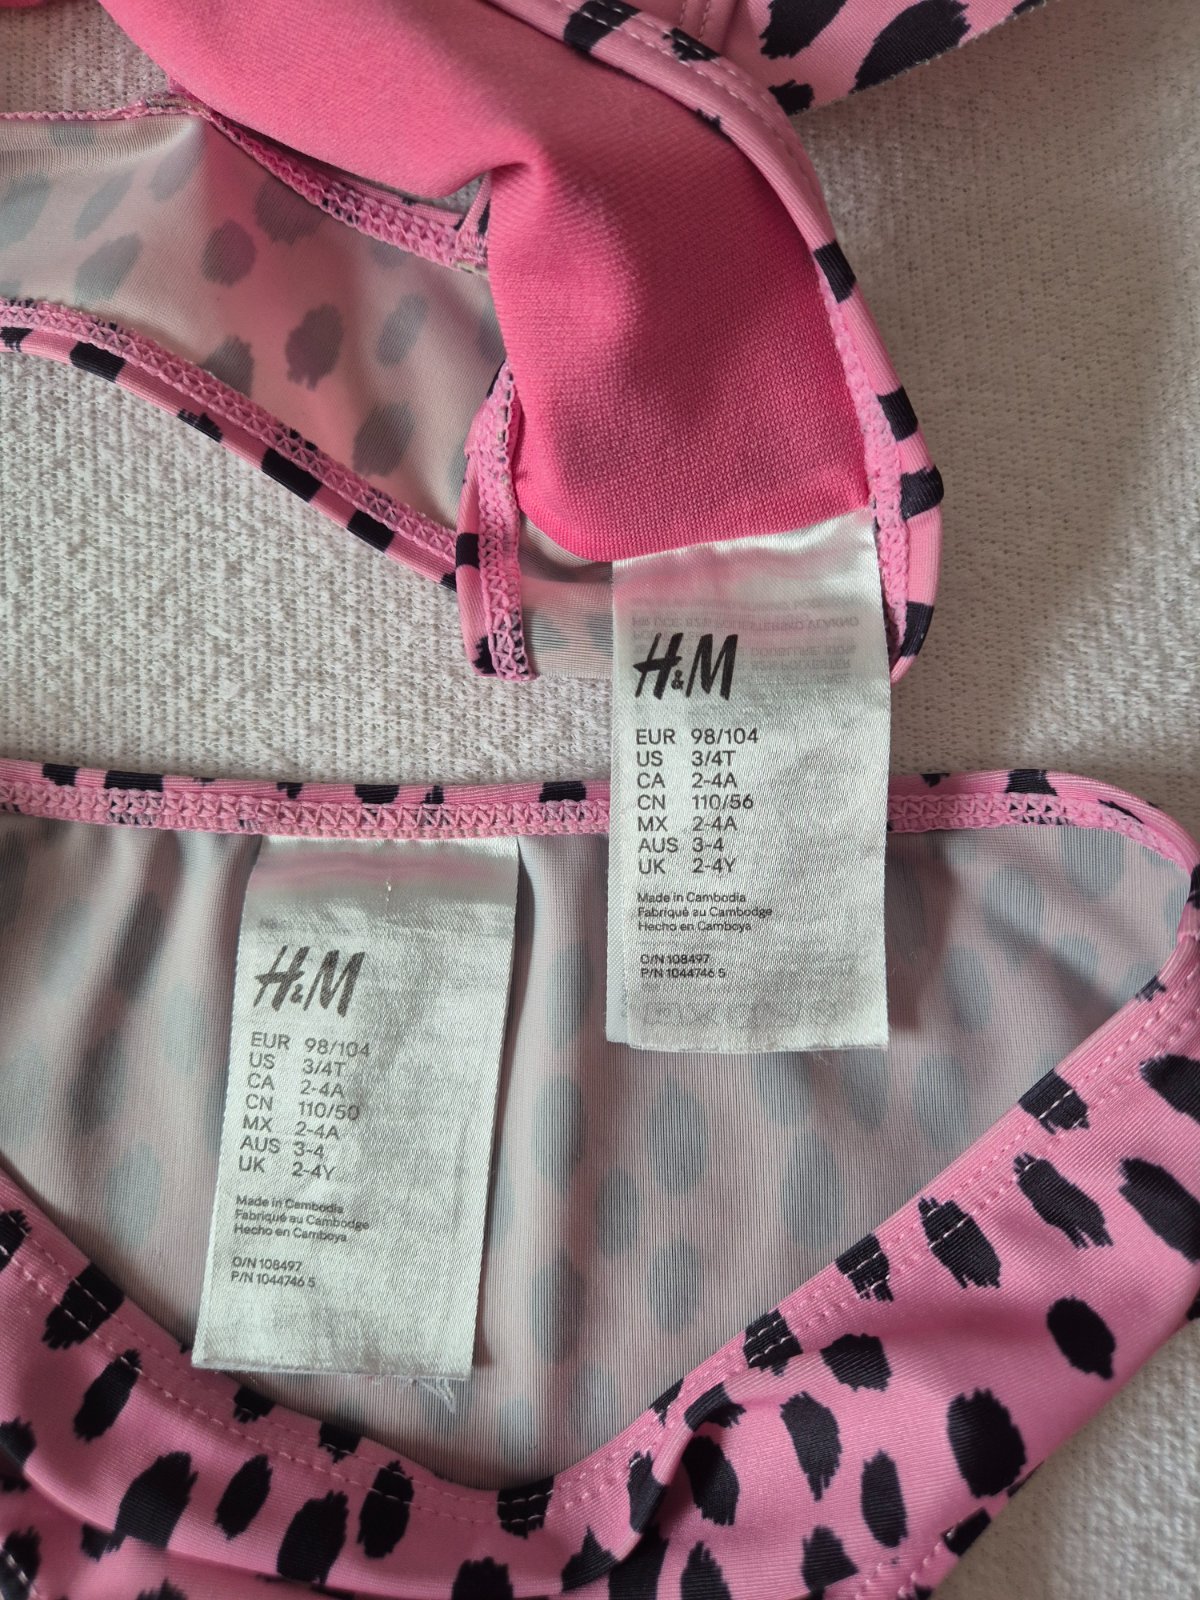 H&M
EUR 98/104
US 3/4T
CA 2-4A
CN 110/56
MX 2-4A
AUS 3-4
UK 2-4Y
Made in Cambodia
Fabriqué au Cambodge
Hecho en Camboya
O/N 108497
P/N 1044746 5
H&M
EUR 98/104
US 3/4T
CA 2-4A
CN 110/50
MX 2-4A
AUS 3-4
UK 2-4Y
Made in Cambodia
Fabriqué au Cambodge
Hecho en Camboya
O/N 108497
P/N 1044746 5